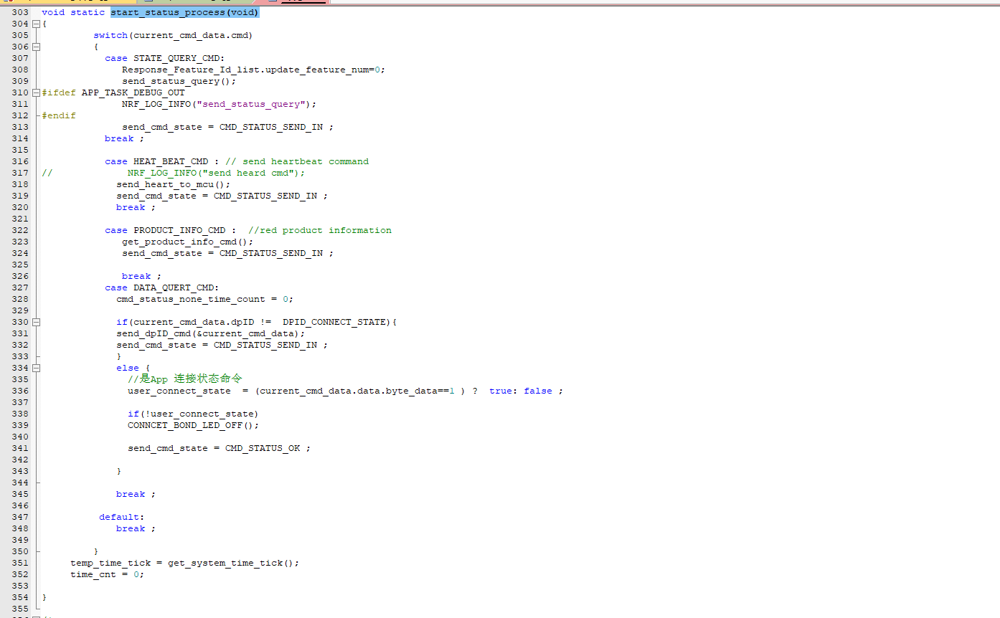 303 void static start_status_process(void)
304 {
305 switch(current_cmd_data.cmd)
306 {
307 case STATE_QUERY_CMD:
308 Response_Feature_Id_list.update_feature_num=0;
309 send_status_query();
310 #ifdef APP_TASK_DEBUG_OUT
311 NRF_LOG_INFO("send_status_query");
312 #endif
313 send_cmd_state = CMD_STATUS_SEND_IN ;
314 break ;
315
316 case HEAT_BEAT_CMD : // send heartbeat command
317 // NRF_LOG_INFO("send heard cmd");
318 send_heart_to_mcu();
319 send_cmd_state = CMD_STATUS_SEND_IN ;
320 break ;
321
322 case PRODUCT_INFO_CMD : //red product information
323 get_product_info_cmd();
324 send_cmd_state = CMD_STATUS_SEND_IN ;
325
326 break ;
327 case DATA_QUERT_CMD:
328 cmd_status_none_time_count = 0;
329
330 if(current_cmd_data.dpID != DPID_CONNECT_STATE){
331 send_dpID_cmd(&current_cmd_data);
332 send_cmd_state = CMD_STATUS_SEND_IN ;
333 }
334 else {
335 //是App 连接状态命令
336 user_connect_state = (current_cmd_data.data.byte_data==1 ) ? true: false ;
337
338 if(!user_connect_state)
339 CONNCET_BOND_LED_OFF();
340
341 send_cmd_state = CMD_STATUS_OK ;
342
343 }
344
345 break ;
346
347 default:
348 break ;
349
350 }
351 temp_time_tick = get_system_time_tick();
352 time_cnt = 0;
353
354 }
355